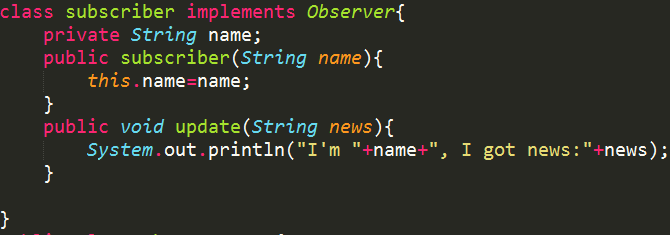 class subscriber implements Observer{
    private String name;
    public subscriber(String name){
        this.name=name;
    }
    public void update(String news){
        System.out.println("I'm "+name+", I got news:"+news);
    }

}